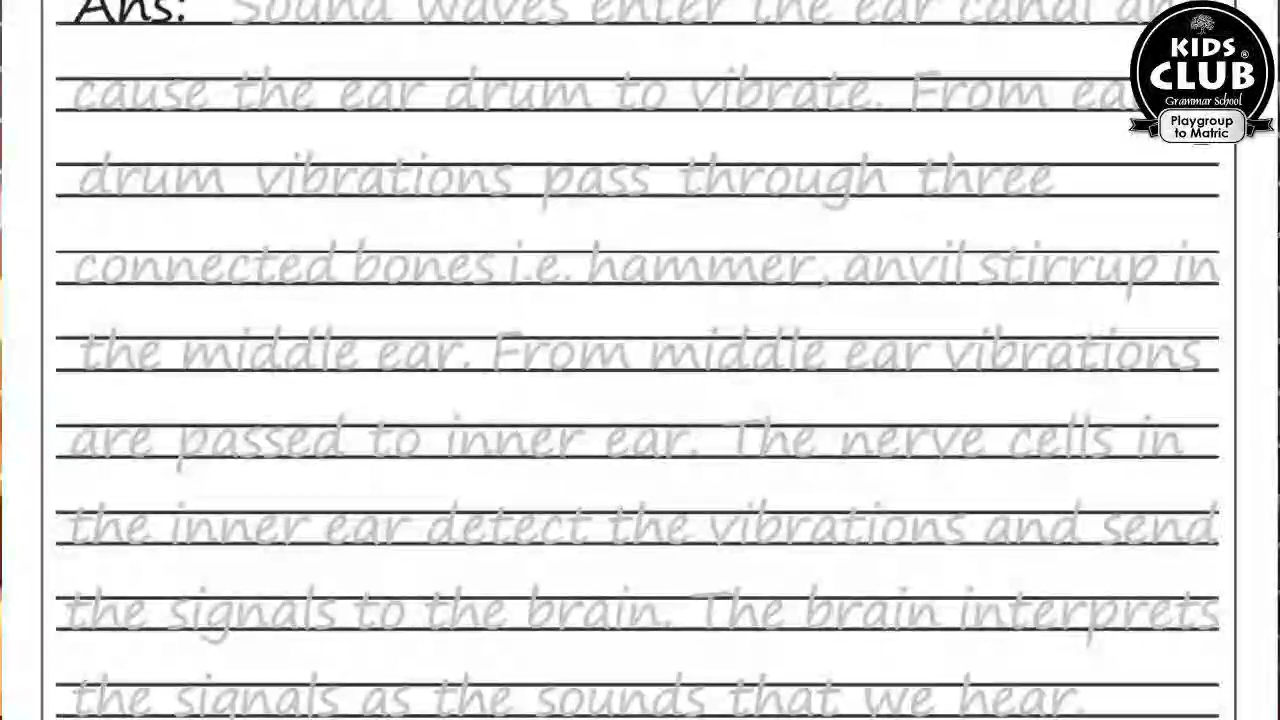 Ans: Sound waves enter the ear canal an
cause the ear drum to vibrate. From ea
drum vibrations pass through three
connected bones i.e. hammer, anvil stirrup in
the middle ear. From middle ear vibrations
are passed to inner ear. The nerve cells in
the inner ear detect the vibrations and send
the signals to the brain. The brain interprets
the signals as the sounds that we hear.
KIDS
CLUB
Grammar School
Playgroup
to Matric